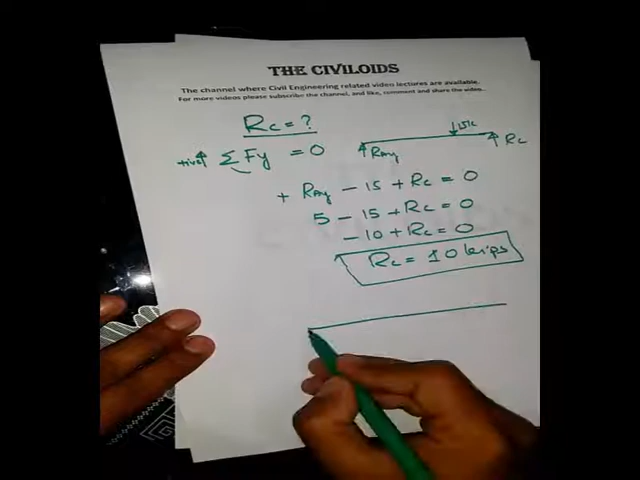 THE CIVILOIDS
The channel where Civil Engineering related video lectures are available.
For more videos please subscribe the channel, and like, comment and share the video.
Rc = ?
+ive ΣFy = 0
15k
RAy Rc
+ RAy - 15 + Rc = 0
5 - 15 + Rc = 0
- 10 + Rc = 0
Rc = 10 kips